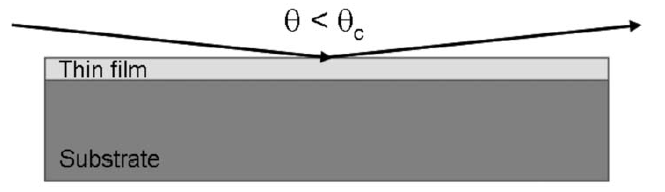 θ < θc
Thin film
Substrate